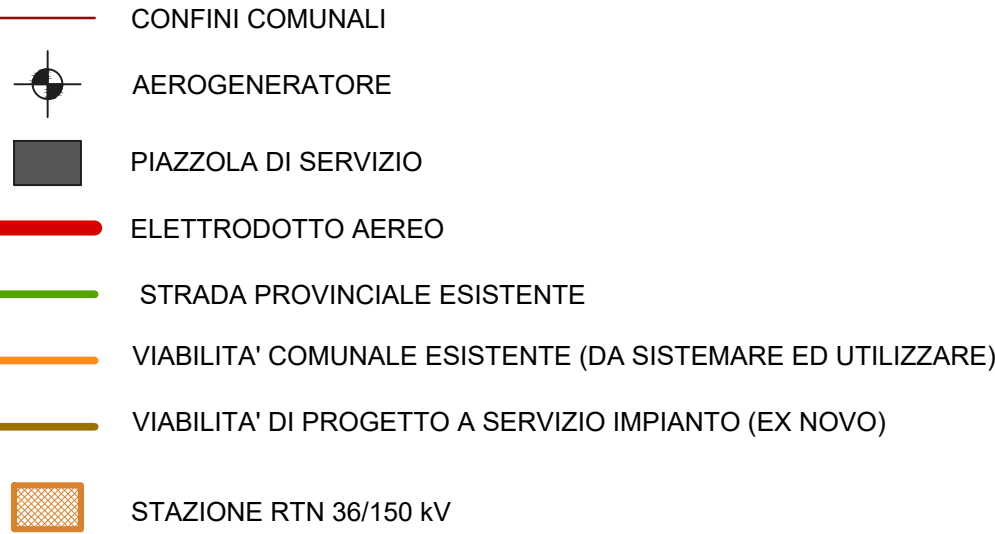 CONFINI COMUNALI
AEROGENERATORE
PIAZZOLA DI SERVIZIO
ELETTRODOTTO AEREO
STRADA PROVINCIALE ESISTENTE
VIABILITA' COMUNALE ESISTENTE (DA SISTEMARE ED UTILIZZARE)
VIABILITA' DI PROGETTO A SERVIZIO IMPIANTO (EX NOVO)
STAZIONE RTN 36/150 kV